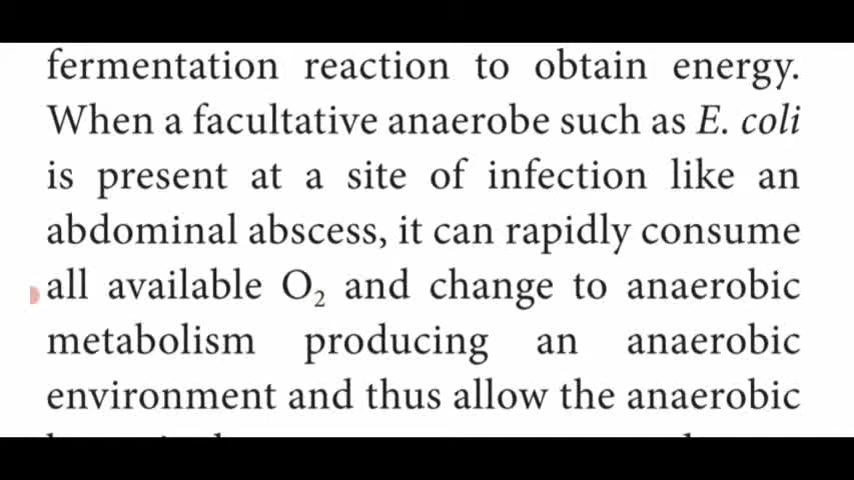 fermentation reaction to obtain energy.
When a facultative anaerobe such as E. coli
is present at a site of infection like an
abdominal abscess, it can rapidly consume
all available O₂ and change to anaerobic
metabolism producing an anaerobic
environment and thus allow the anaerobic